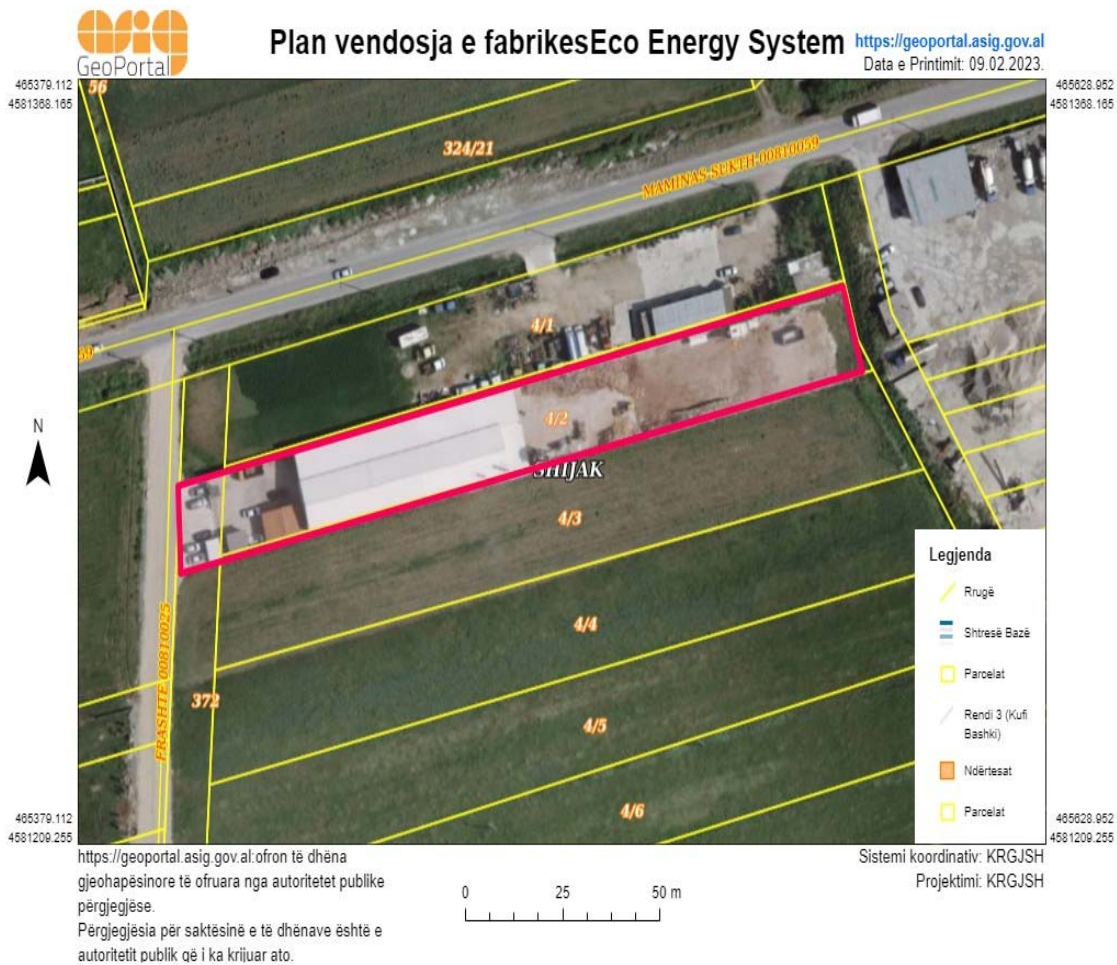 asig
GeoPortal
Plan vendosja e fabrikesEco Energy System
https://geoportal.asig.gov.al
Data e Printimit: 09.02.2023.
465379.112
4581368.165
465628.952
4581368.165
56
324/21
MAMINAS-SUKTH 00810059
4/1
59
4/2
N
SHIJAK
4/3
4/4
FRASHTE 00810025
372
4/5
4/6
Legjenda
Rrugë
Shtresë Bazë
Parcelat
Rendi 3 (Kufi
Bashki)
Ndërtesat
Parcelat
465379.112
4581209.255
465628.952
4581209.255
https://geoportal.asig.gov.al:ofron të dhëna
gjeohapësinore të ofruara nga autoritetet publike
përgjegjëse.
Përgjegjësia për saktësinë e të dhënave është e
autoritetit publik që i ka krijuar ato.
0 25 50 m
Sistemi koordinativ: KRGJSH
Projektimi: KRGJSH